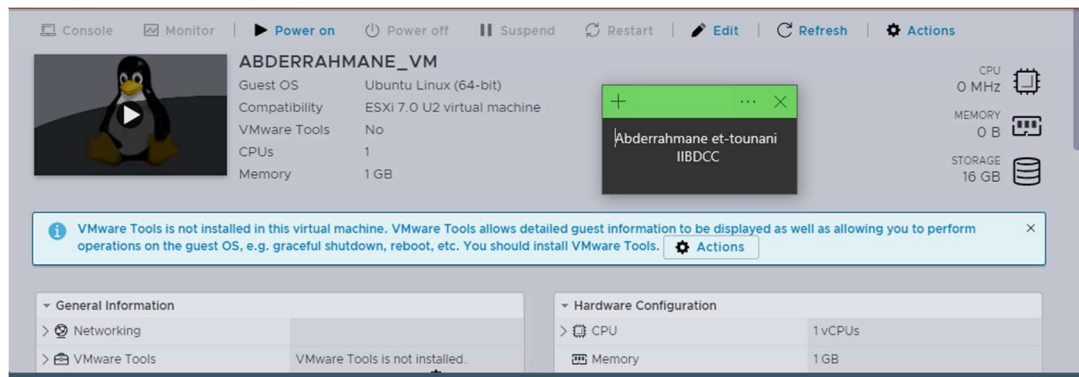 Console Monitor Power on Power off Suspend Restart Edit Refresh Actions
ABDERRAHMANE_VM
Guest OS Ubuntu Linux (64-bit)
Compatibility ESXi 7.0 U2 virtual machine
VMware Tools No
CPUs 1
Memory 1 GB
Abderrahmane et-tounani
IIBDCC
CPU
0 MHz
MEMORY
0 B
STORAGE
16 GB
VMware Tools is not installed in this virtual machine. VMware Tools allows detailed guest information to be displayed as well as allowing you to perform
operations on the guest OS, e.g. graceful shutdown, reboot, etc. You should install VMware Tools. Actions
General Information
Networking
VMware Tools VMware Tools is not installed.
Hardware Configuration
CPU 1 vCPUs
Memory 1 GB